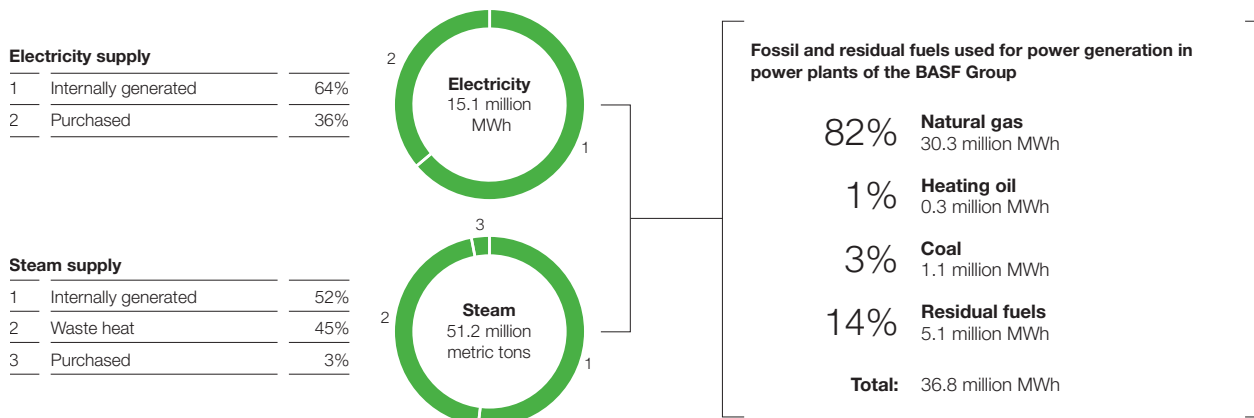 Electricity supply
1 Internally generated 64%
2 Purchased 36%
2
Electricity
15.1 million
MWh
1
Steam supply
1 Internally generated 52%
2 Waste heat 45%
3 Purchased 3%
3
2
Steam
51.2 million
metric tons
1
Fossil and residual fuels used for power generation in
power plants of the BASF Group
82% Natural gas
30.3 million MWh
1% Heating oil
0.3 million MWh
3% Coal
1.1 million MWh
14% Residual fuels
5.1 million MWh
Total: 36.8 million MWh